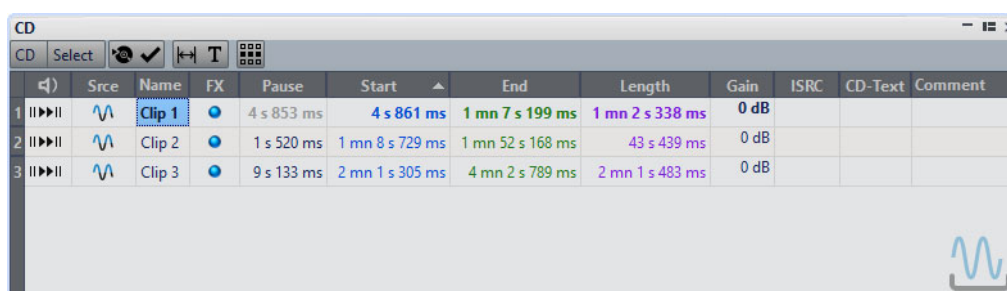 CD
CD Select T
Srce Name FX Pause Start End Length Gain ISRC CD-Text Comment
1 Clip 1 4 s 853 ms 4 s 861 ms 1 mn 7 s 199 ms 1 mn 2 s 338 ms 0 dB
2 Clip 2 1 s 520 ms 1 mn 8 s 729 ms 1 mn 52 s 168 ms 43 s 439 ms 0 dB
3 Clip 3 9 s 133 ms 2 mn 1 s 305 ms 4 mn 2 s 789 ms 2 mn 1 s 483 ms 0 dB